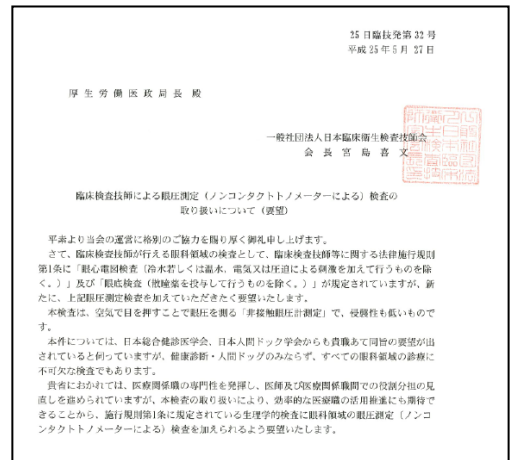 25 日臨技発第 32 号
平成 25 年 5 月 27 日
厚 生 労 働 医 政 局 長 殿
一般社団法人日本臨床衛生検査技師会
会 長 宮 島 喜 文
臨床検査技師による眼圧測定（ノンコンタクトトノメーターによる）検査の
取り扱いについて（要望）
平素より当会の運営に格別のご協力を賜り厚く御礼申し上げます。
さて、臨床検査技師が行える眼科領域の検査として、臨床検査技師等に関する法律施行規則
第1条に「眼心電図検査（冷水若しくは温水、電気又は圧迫による刺激を加えて行うものを除
く。）」及び「眼底検査（散瞳薬を投与して行うものを除く。）」が規定されていますが、新
たに、上記眼圧測定検査を加えていただきたく要望いたします。
本検査は、空気で目を押すことで眼圧を測る「非接触眼圧計測定」で、侵襲性も低いもので
す。
本件については、日本総合健診医学会、日本人間ドック学会からも貴職あて同旨の要望が出
されていると伺っていますが、健康診断・人間ドッグのみならず、すべての眼科領域の診療に
不可欠な検査でもあります。
貴省におかれては、医療関係職の専門性を発揮し、医師及び医療関係職間での役割分担の見
直しを進められていますが、本検査の取り扱いにより、効率的な医療職の活用推進にも期待で
きることから、施行規則第1条に規定されている生理学的検査に眼科領域の眼圧測定（ノンコ
ンタクトトノメーターによる）検査を加えられるよう要望いたします。